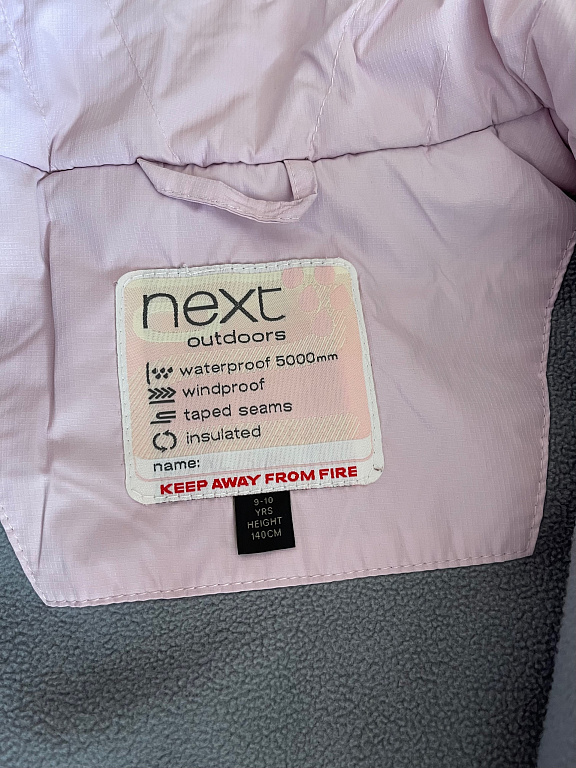 next
outdoors
waterproof 5000mm
windproof
taped seams
insulated
name:
KEEP AWAY FROM FIRE
9-10
YRS
HEIGHT
140CM